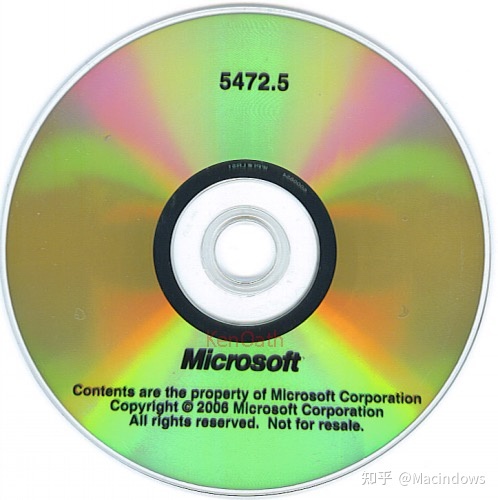 5472.5
KenOath
Microsoft
Contents are the property of Microsoft Corporation
Copyright © 2006 Microsoft Corporation
All rights reserved. Not for resale.
知乎 @Macindows